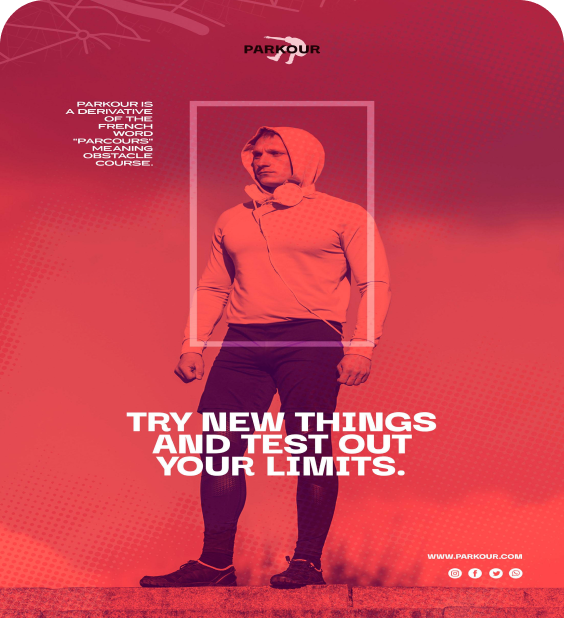 PARKOUR
PARKOUR IS
A DERIVATIVE
OF THE
FRENCH
WORD
"PARCOURS"
MEANING
OBSTACLE
COURSE.
TRY NEW THINGS
AND TEST OUT
YOUR LIMITS.
WWW.PARKOUR.COM